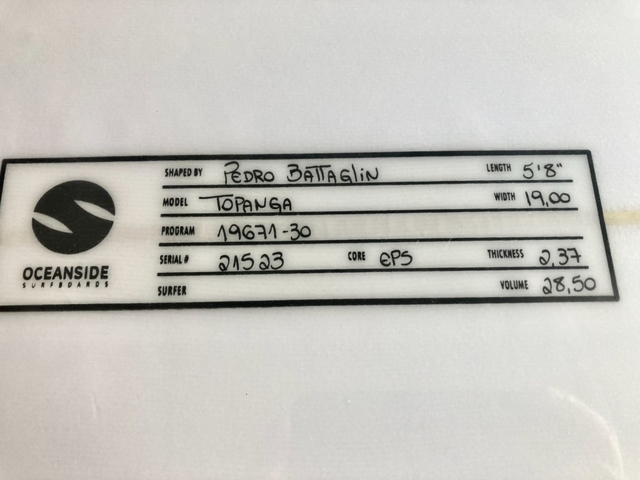 SHAPED BY PEDRO BATTAGLIN LENGTH 5'8"
MODEL TOPANGA WIDTH 19,00
PROGRAM 19671-30
SERIAL # 21523 CORE EPS THICKNESS 2,37
SURFER VOLUME 28,50
OCEANSIDE
SURFBOARDS